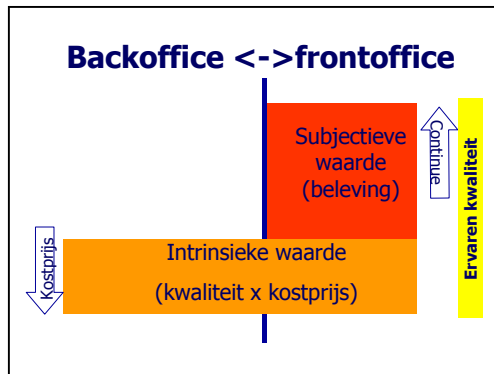 Backoffice <->frontoffice
Subjectieve
waarde
(beleving)
Continue
Ervaren kwaliteit
Kostprijs
Intrinsieke waarde
(kwaliteit x kostprijs)